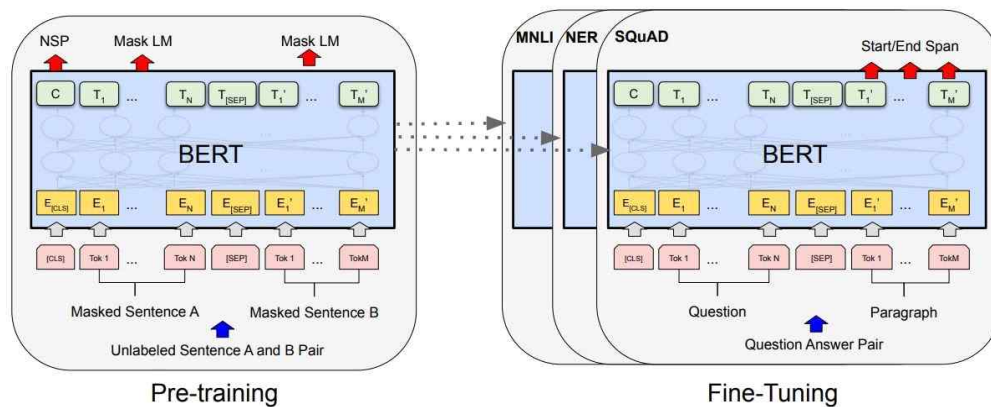 NSP Mask LM Mask LM
C T1 ... TN T[SEP] T1' ... TM'
...
...
BERT
E[CLS] E1 ... EN E[SEP] E1' ... EM'
[CLS] Tok 1 ... Tok N [SEP] Tok 1 ... TokM
Masked Sentence A Masked Sentence B
Unlabeled Sentence A and B Pair
Pre-training
MNLI NER SQuAD
Start/End Span
C T1 ... TN T[SEP] T1' ... TM'
...
...
BERT
E[CLS] E1 ... EN E[SEP] E1' ... EM'
[CLS] Tok 1 ... Tok N [SEP] Tok 1 ... TokM
Question Paragraph
Question Answer Pair
Fine-Tuning